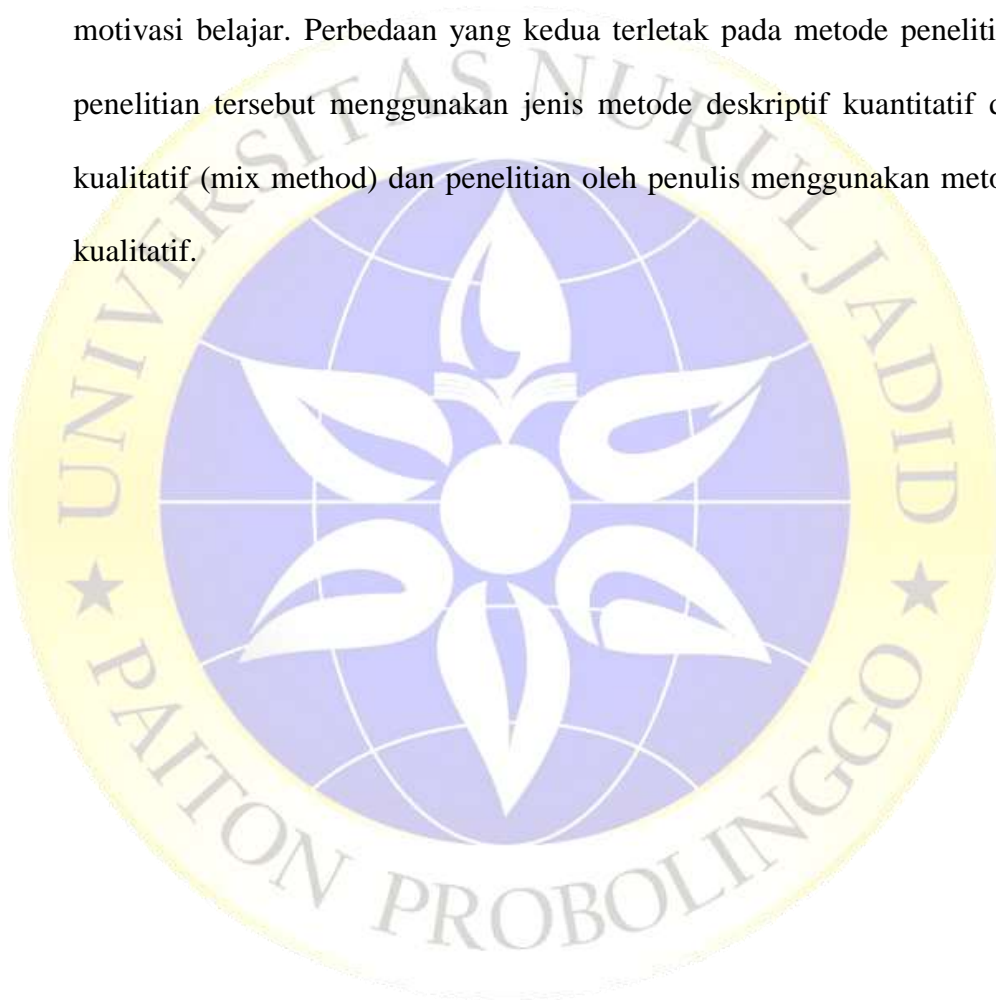 motivasi belajar. Perbedaan yang kedua terletak pada metode peneliti
penelitian tersebut menggunakan jenis metode deskriptif kuantitatif d
kualitatif (mix method) dan penelitian oleh penulis menggunakan meto
kualitatif.
UNIVERSITAS NURUL JADID
★ PAITON PROBOLINGGO ★